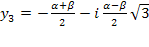 y₃ = −(α+β)/2 − i (α−β)/2 √3